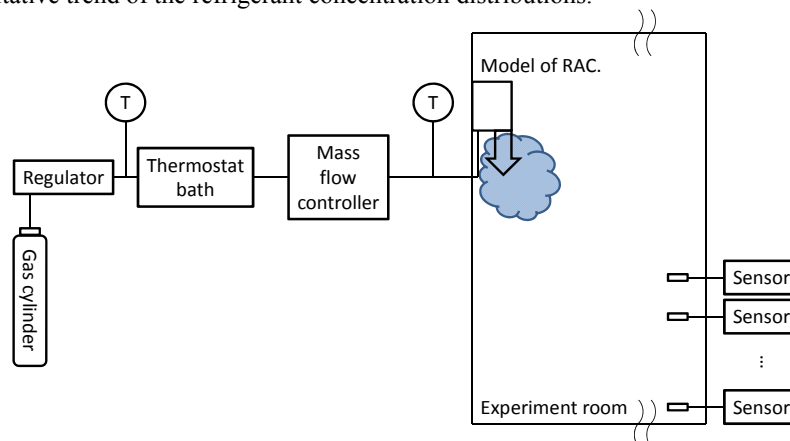 tative trend of the refrigerant concentration distributions.
Model of RAC.
T
T
Regulator
Thermostat
bath
Mass
flow
controller
Gas cylinder
Sensor
Sensor
...
Experiment room
Sensor